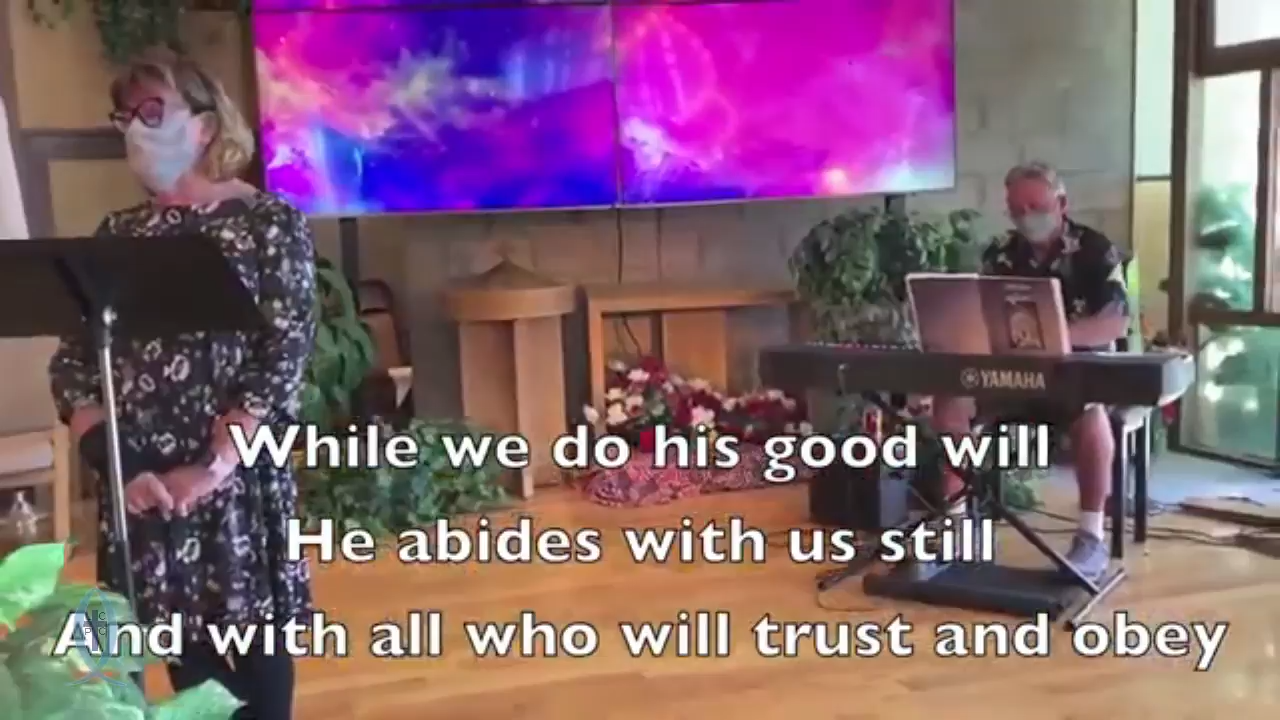 YAMAHA
While we do his good will
He abides with us still
And with all who will trust and obey